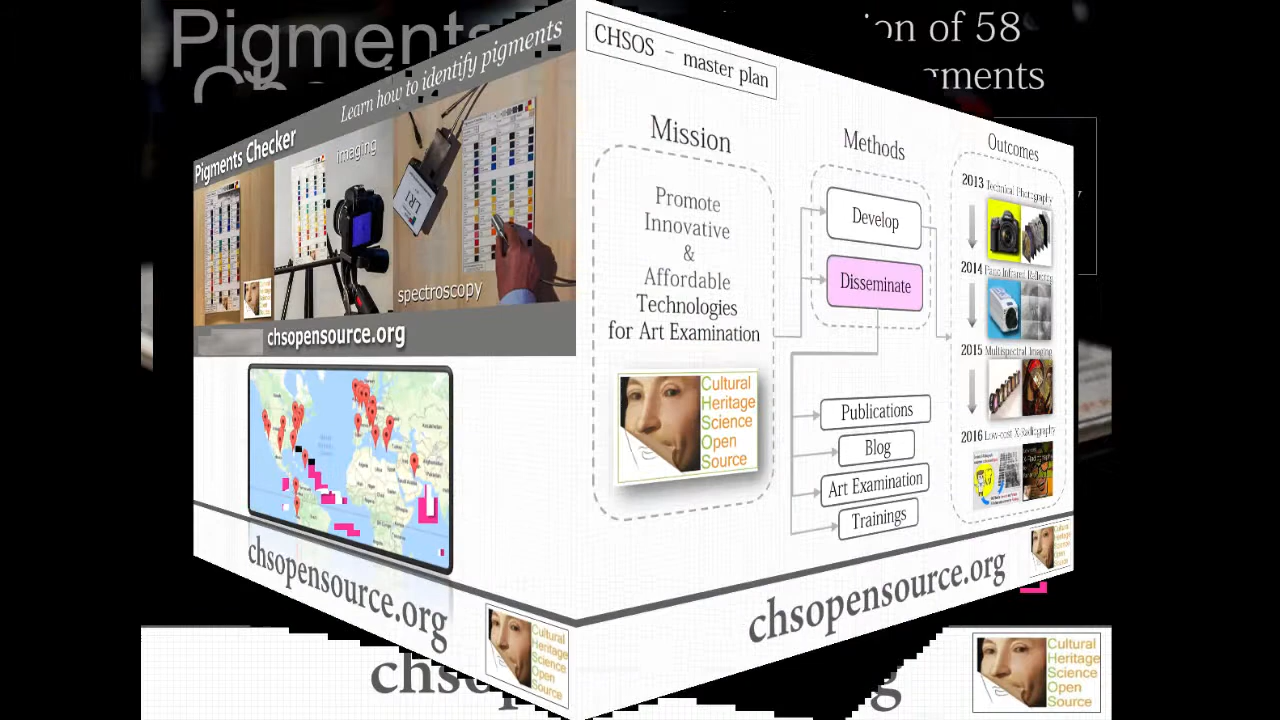 Pigments
on of 58
gments
Learn how to identify pigments
Pigments Checker
imaging
spectroscopy
chsopensource.org
chsopensource.org
Cultural
Heritage
Science
Open
Source
CHSOS - master plan
Mission
Promote
Innovative
&
Affordable
Technologies
for Art Examination
Cultural
Heritage
Science
Open
Source
Methods
Develop
Disseminate
Publications
Blog
Art Examination
Trainings
Outcomes
2013 Technical Photography
2014 Pano Infrared Reflectog
2015 Multispectral Imaging
2016 Low-cost X-Radiography
chsopensource.org
Cultural
Heritage
Science
Open
Source